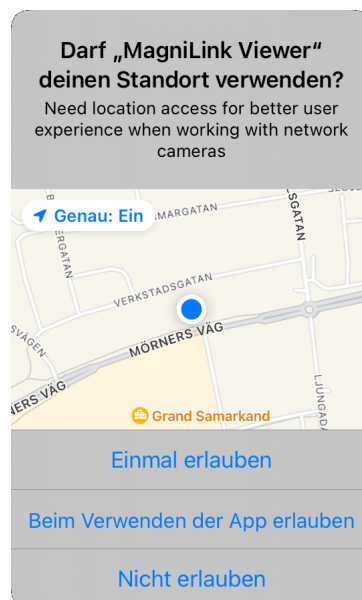 Darf „MagniLink Viewer“
deinen Standort verwenden?
Need location access for better user
experience when working with network
cameras
Genau: Ein
MARGATAN
ERGATAN
LSGATAN
VERKSTADSGATAN
SVÄGEN
MÖRNERS VÄG
NERS VÄG
LJUNGADA
Grand Samarkand
Einmal erlauben
Beim Verwenden der App erlauben
Nicht erlauben